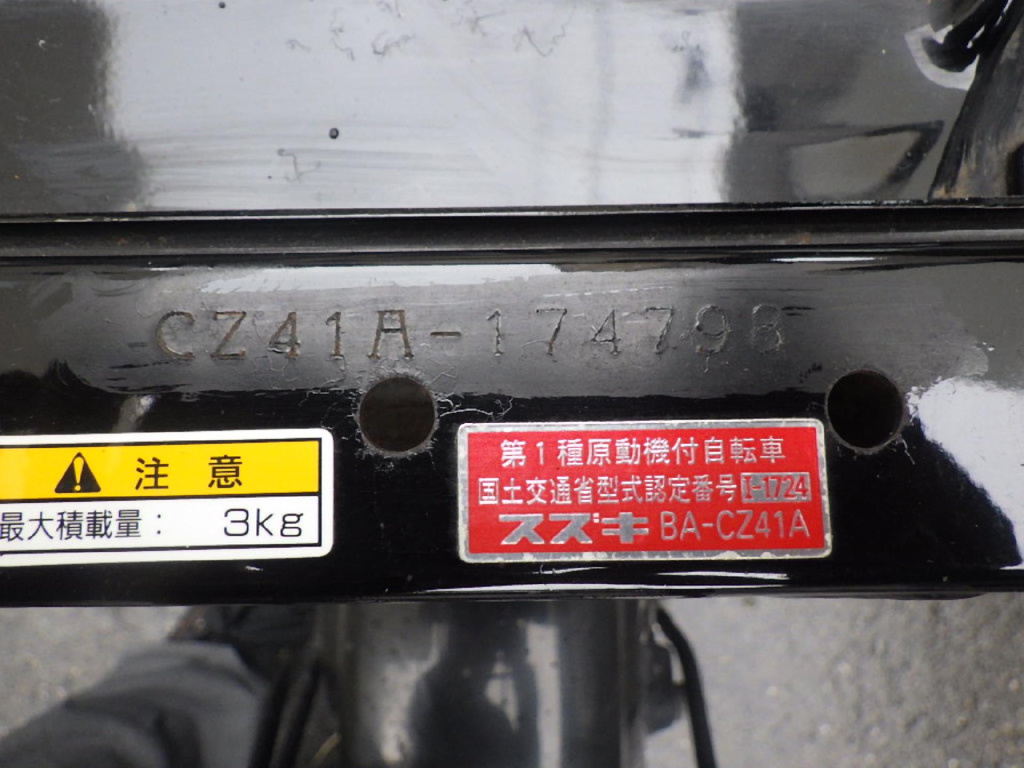 CZ41A-174798
注意
最大積載量： 3kg
第1種原動機付自転車
国土交通省型式認定番号 I-1724
スズキ BA-CZ41A